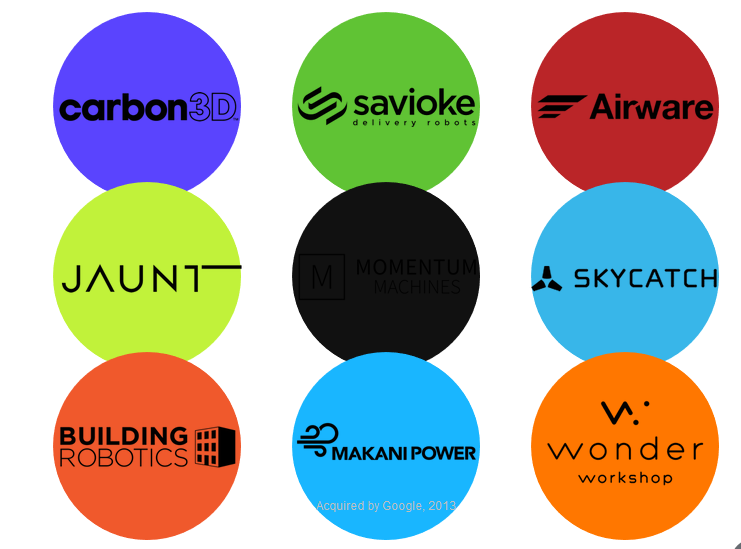 carbon3D
savioke
delivery robots
Airware
JAUNT
M
MOMENTUM
MACHINES
SKYCATCH
BUILDING
ROBOTICS
MAKANI POWER
Acquired by Google, 2013
wonder
workshop